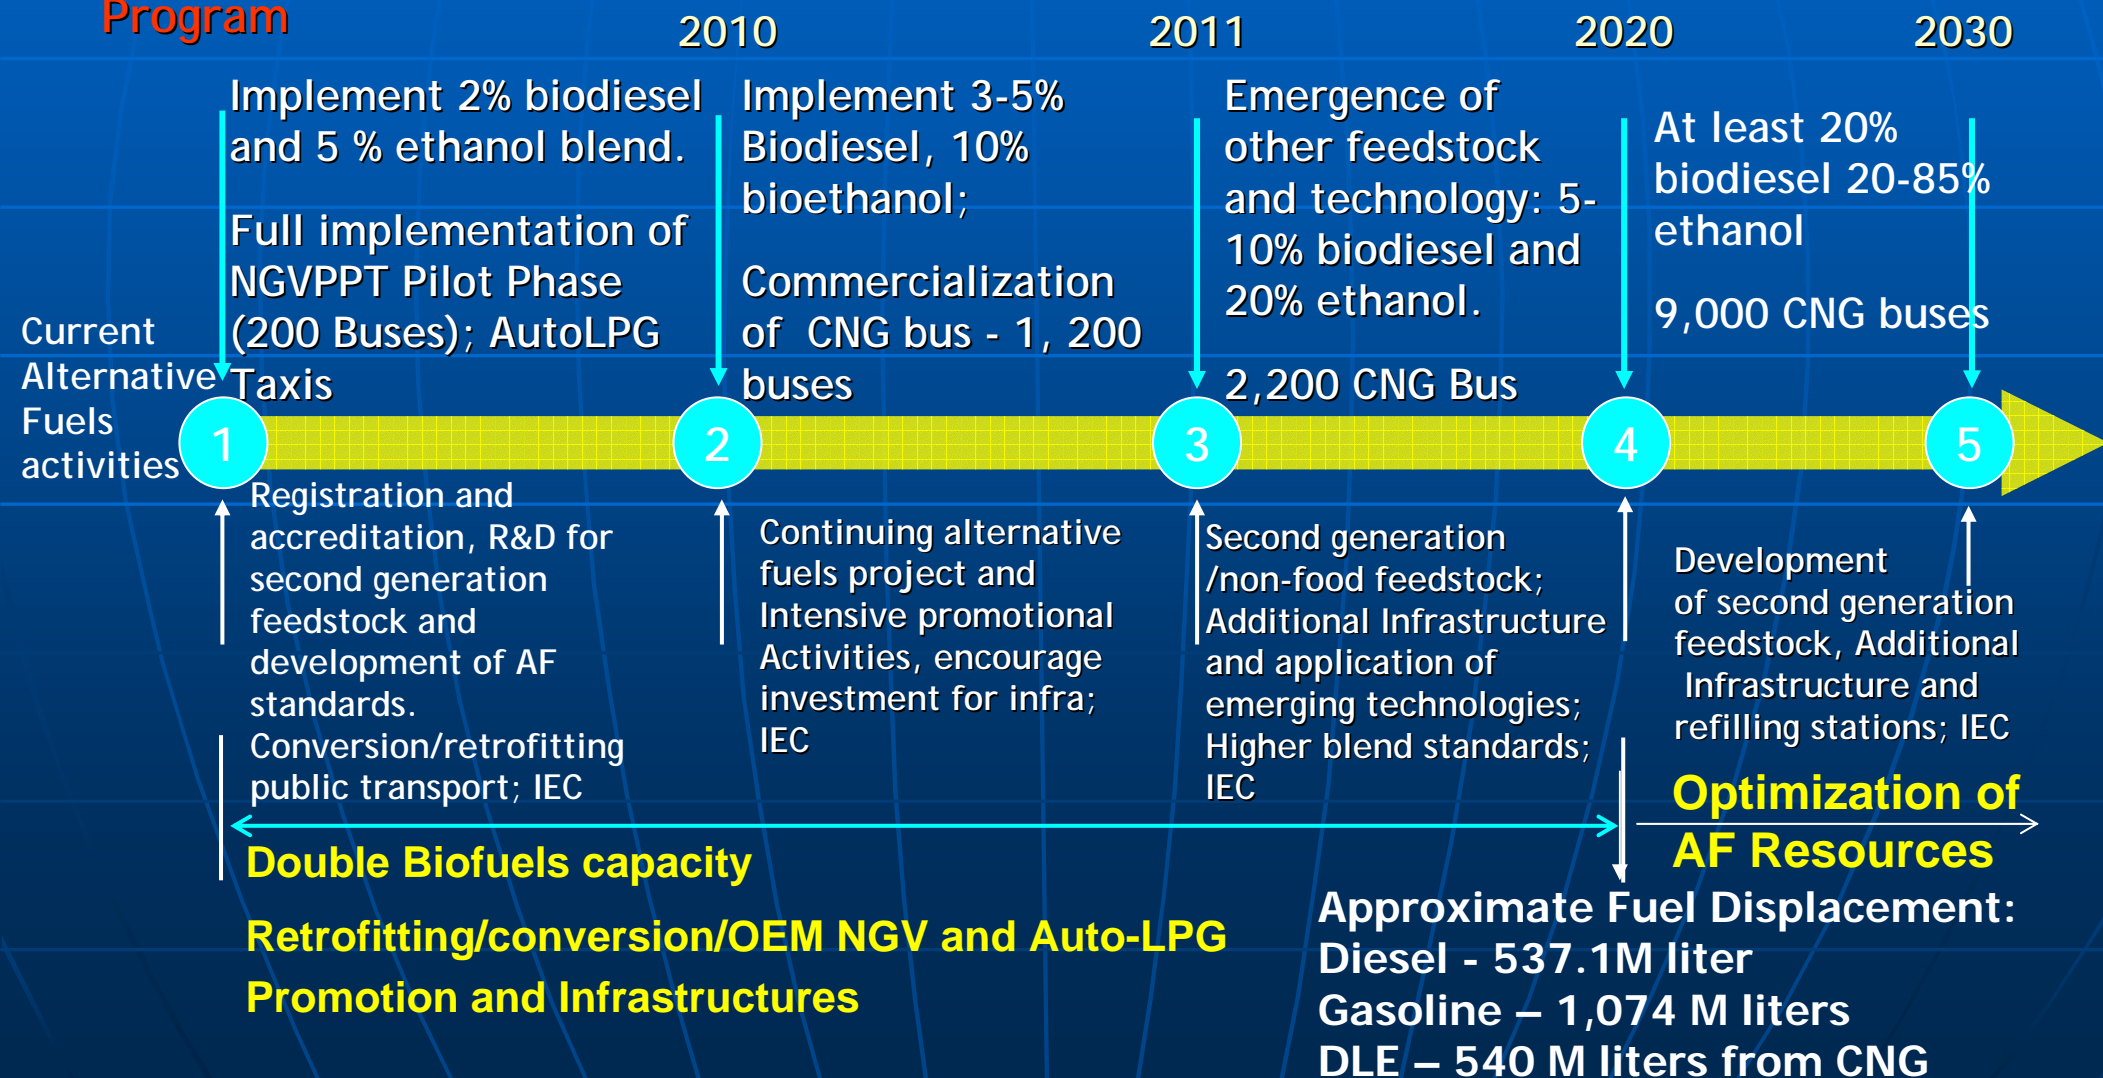 Program
2010
2011
2020
2030
Implement 2% biodiesel
and 5 % ethanol blend.
Full implementation of
NGVPPT Pilot Phase
(200 Buses); AutoLPG
Taxis
Implement 3-5%
Biodiesel, 10%
bioethanol;
Commercialization
of CNG bus - 1, 200
buses
Emergence of
other feedstock
and technology: 5-
10% biodiesel and
20% ethanol.
2,200 CNG Bus
At least 20%
biodiesel 20-85%
ethanol
9,000 CNG buses
Current
Alternative
Fuels
activities
1
2
3
4
5
Registration and
accreditation, R&D for
second generation
feedstock and
development of AF
standards.
Conversion/retrofitting
public transport; IEC
Continuing alternative
fuels project and
Intensive promotional
Activities, encourage
investment for infra;
IEC
Second generation
/non-food feedstock;
Additional Infrastructure
and application of
emerging technologies;
Higher blend standards;
IEC
Development
of second generation
feedstock, Additional
Infrastructure and
refilling stations; IEC
Optimization of
AF Resources
Double Biofuels capacity
Retrofitting/conversion/OEM NGV and Auto-LPG
Promotion and Infrastructures
Approximate Fuel Displacement:
Diesel - 537.1M liter
Gasoline – 1,074 M liters
DLE – 540 M liters from CNG